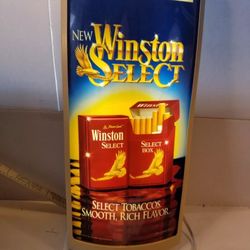 NEW Winston
SELECT
Winston
SELECT
SELECT
BOX
SELECT TOBACCOS.
SMOOTH, RICH FLAVOR.